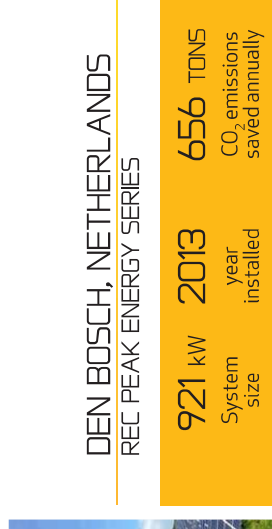 DEN BOSCH, NETHERLANDS
REC PEAK ENERGY SERIES
921 kW
System
size
2013
year
installed
656 TONS
CO₂ emissions
saved annually